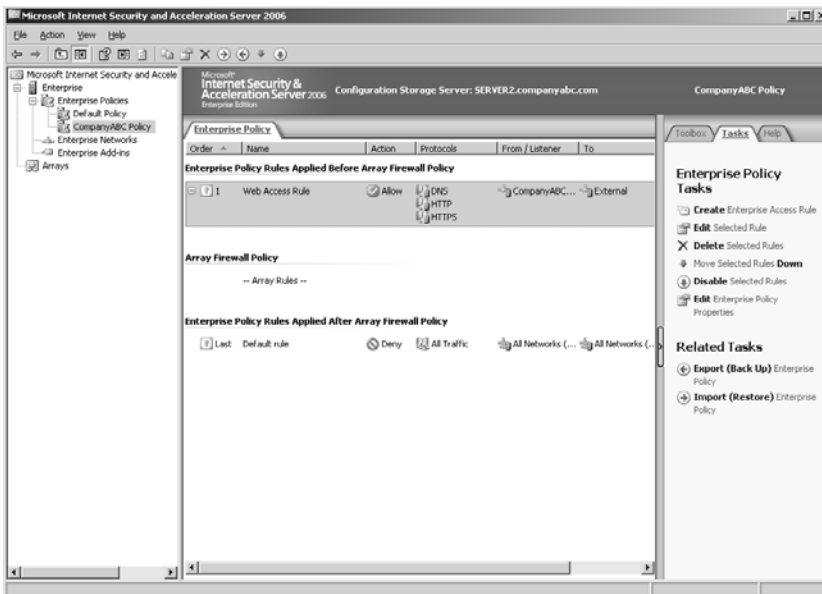 Microsoft Internet Security and Acceleration Server 2006
File Action View Help
Microsoft Internet Security and Accele
Enterprise
Enterprise Policies
Default Policy
CompanyABC Policy
Enterprise Networks
Enterprise Add-ins
Arrays
Microsoft
Internet Security &
Acceleration Server 2006
Enterprise Edition
Configuration Storage Server: SERVER2.companyabc.com
CompanyABC Policy
Enterprise Policy
Order Name Action Protocols From / Listener To
Enterprise Policy Rules Applied Before Array Firewall Policy
1 Web Access Rule Allow DNS CompanyABC... External
HTTP
HTTPS
Array Firewall Policy
-- Array Rules --
Enterprise Policy Rules Applied After Array Firewall Policy
Last Default rule Deny All Traffic All Networks (... All Networks (...
Toolbox Tasks Help
Enterprise Policy
Tasks
Create Enterprise Access Rule
Edit Selected Rule
Delete Selected Rules
Move Selected Rules Down
Disable Selected Rules
Edit Enterprise Policy
Properties
Related Tasks
Export (Back Up) Enterprise
Policy
Import (Restore) Enterprise
Policy